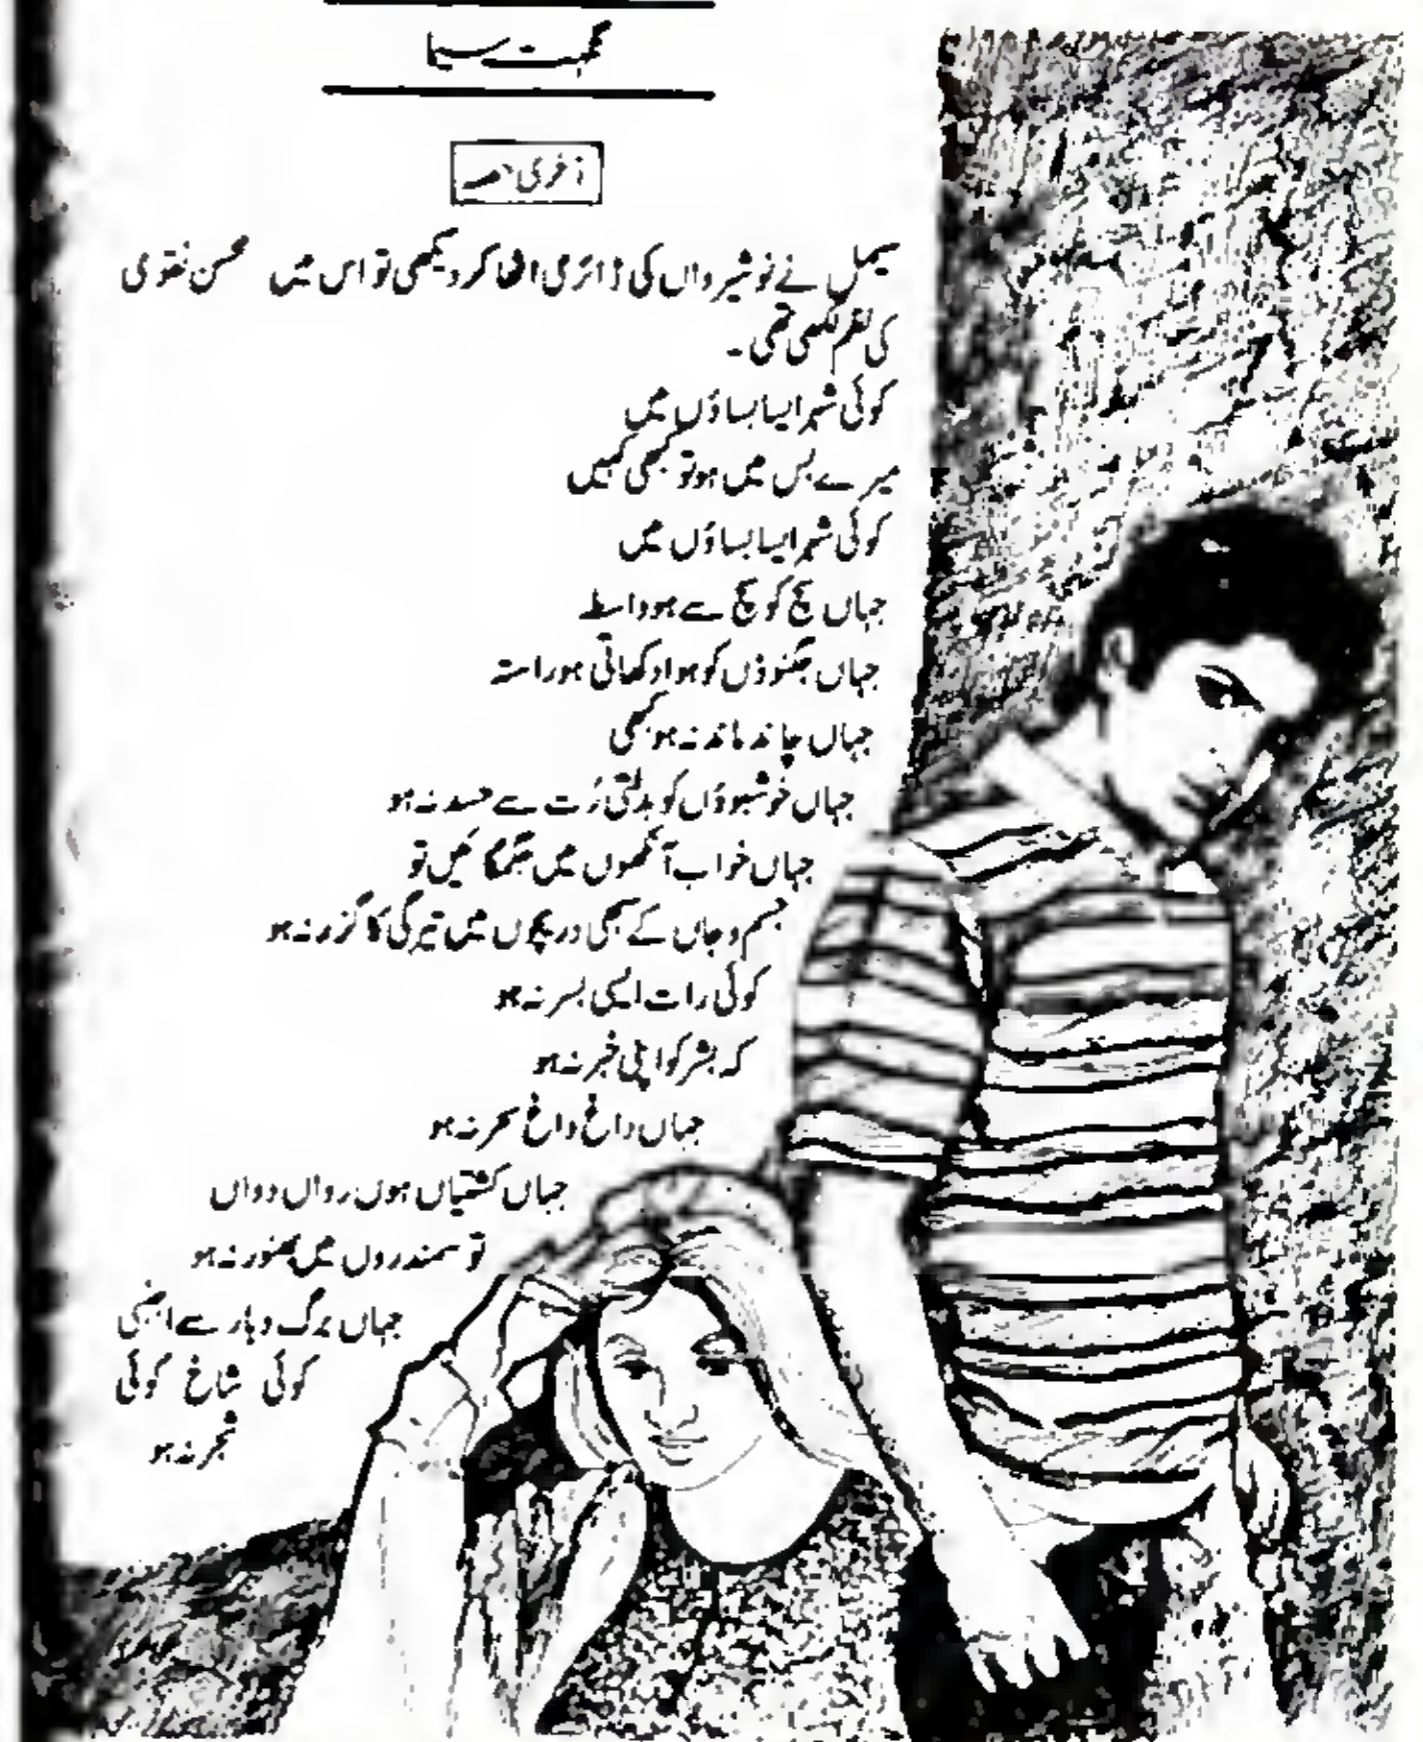 نگہت سیما
آخری حصہ
سیمل نے نوشیرواں کی ڈائری اٹھا کر دیکھی تو اس میں محسن نقوی
کی نظم لکھی تھی۔
کوئی شہر ایسا بساؤں میں
میرے بس میں ہو تو کبھی کہیں
کوئی شہر ایسا بساؤں میں
جہاں سچ کو سچ سے ہو واسطہ
جہاں جگنوؤں کو ہوا دکھاتی ہو راستہ
جہاں چاند ماند نہ ہو کبھی
جہاں خوشبوؤں کو بدلتی رُت سے حسد نہ ہو
جہاں خواب آنکھوں میں جگمگائیں تو
جسم و جاں کے سبھی دریچوں میں تیرگی کا گزر نہ ہو
کوئی رات ایسی بسر نہ ہو
کہ بشر کو اپنی خبر نہ ہو
جہاں داغ داغ سحر نہ ہو
جہاں کشتیاں ہوں رواں دواں
تو سمندروں میں بھنور نہ ہو
جہاں برگ و بار سے اجنبی
کوئی شاخ کوئی
شجر نہ ہو